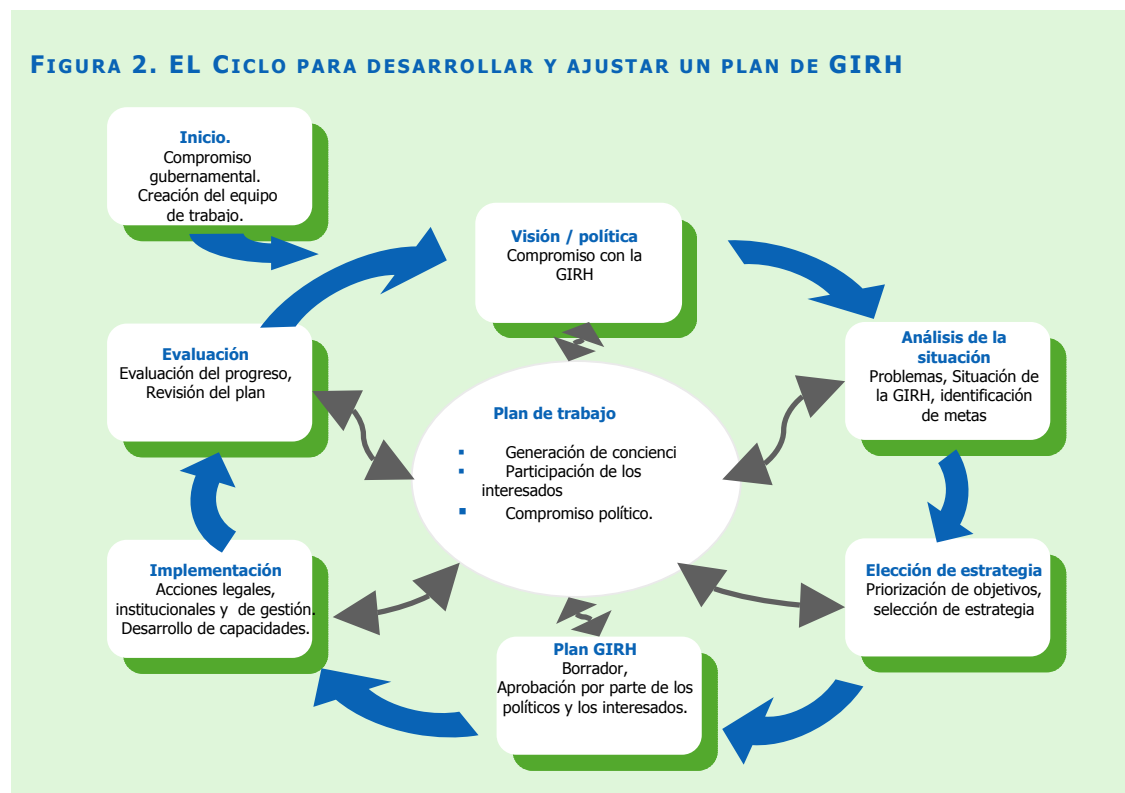 FIGURA 2. EL CICLO PARA DESARROLLAR Y AJUSTAR UN PLAN DE GIRH
Inicio.
Compromiso
gubernamental.
Creación del equipo
de trabajo.
Visión / política
Compromiso con la
GIRH
Análisis de la
situación
Problemas, Situación de
la GIRH, identificación
de metas
Elección de estrategia
Priorización de objetivos,
selección de estrategia
Plan GIRH
Borrador,
Aprobación por parte de los
políticos y los interesados.
Implementación
Acciones legales,
institucionales y de gestión.
Desarrollo de capacidades.
Evaluación
Evaluación del progreso,
Revisión del plan
Plan de trabajo
▪ Generación de concienci
▪ Participación de los
interesados
▪ Compromiso político.